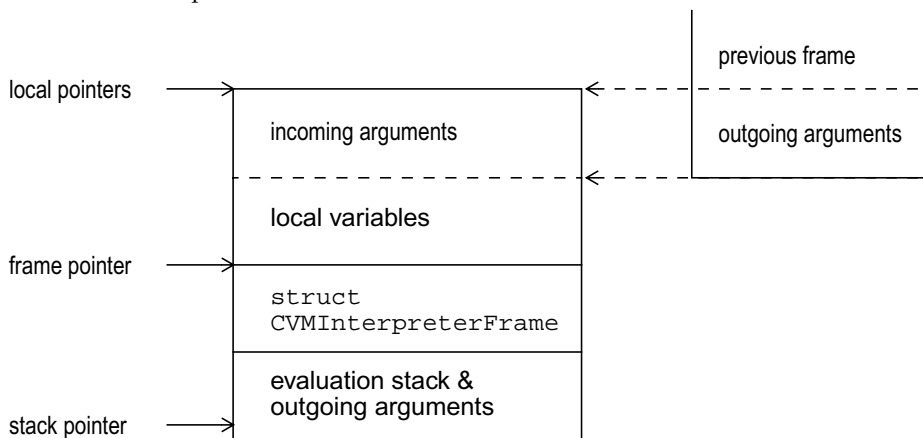 previous frame
local pointers
incoming arguments
outgoing arguments
local variables
frame pointer
struct
CVMInterpreterFrame
evaluation stack &
outgoing arguments
stack pointer